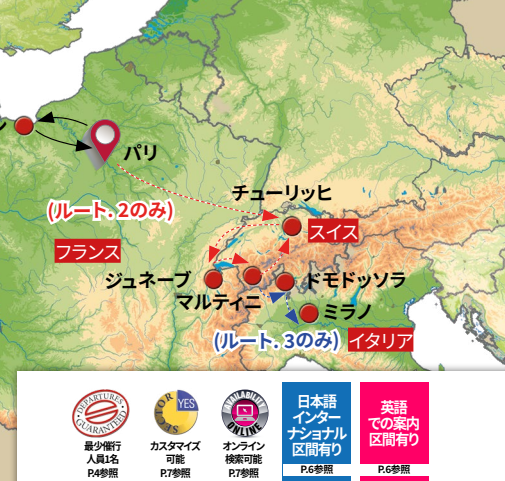 ン
パリ
チューリッヒ
(ルート. 2のみ)
スイス
フランス
ジュネーブ
ドモドッソラ
マルティニ
ミラノ
(ルート. 3のみ)
イタリア
DEPARTURES
GUARANTEED
YES
SECTOR
AVAILABILITY
ONLINE
最少催行
人員1名
P.4参照
カスタマイズ
可能
P.7参照
オンライン
検索可能
P.7参照
日本語
インター
ナショナル
区間有り
P.6参照
英語
での案内
区間有り
P.6参照